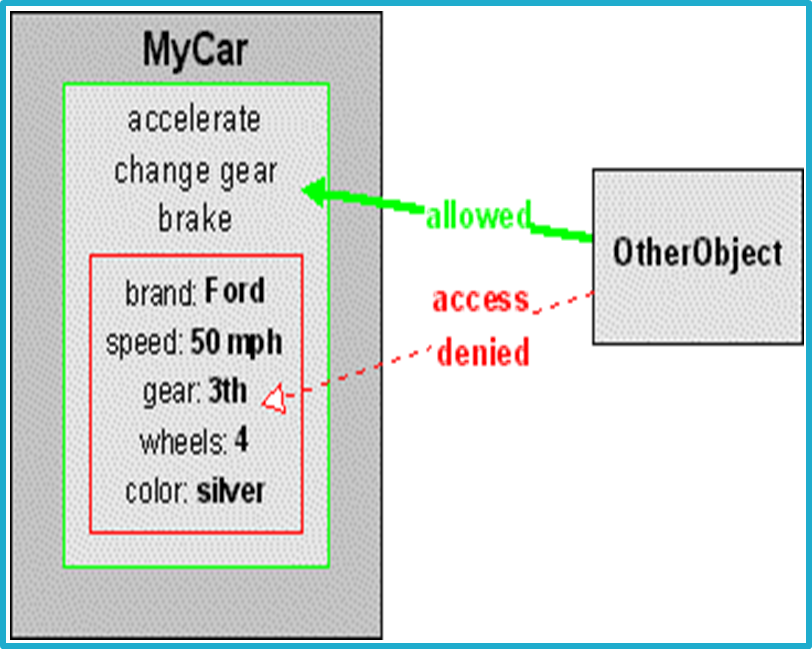 MyCar
accelerate
change gear
brake
brand: Ford
speed: 50 mph
gear: 3th
wheels: 4
color: silver
allowed
access
denied
OtherObject